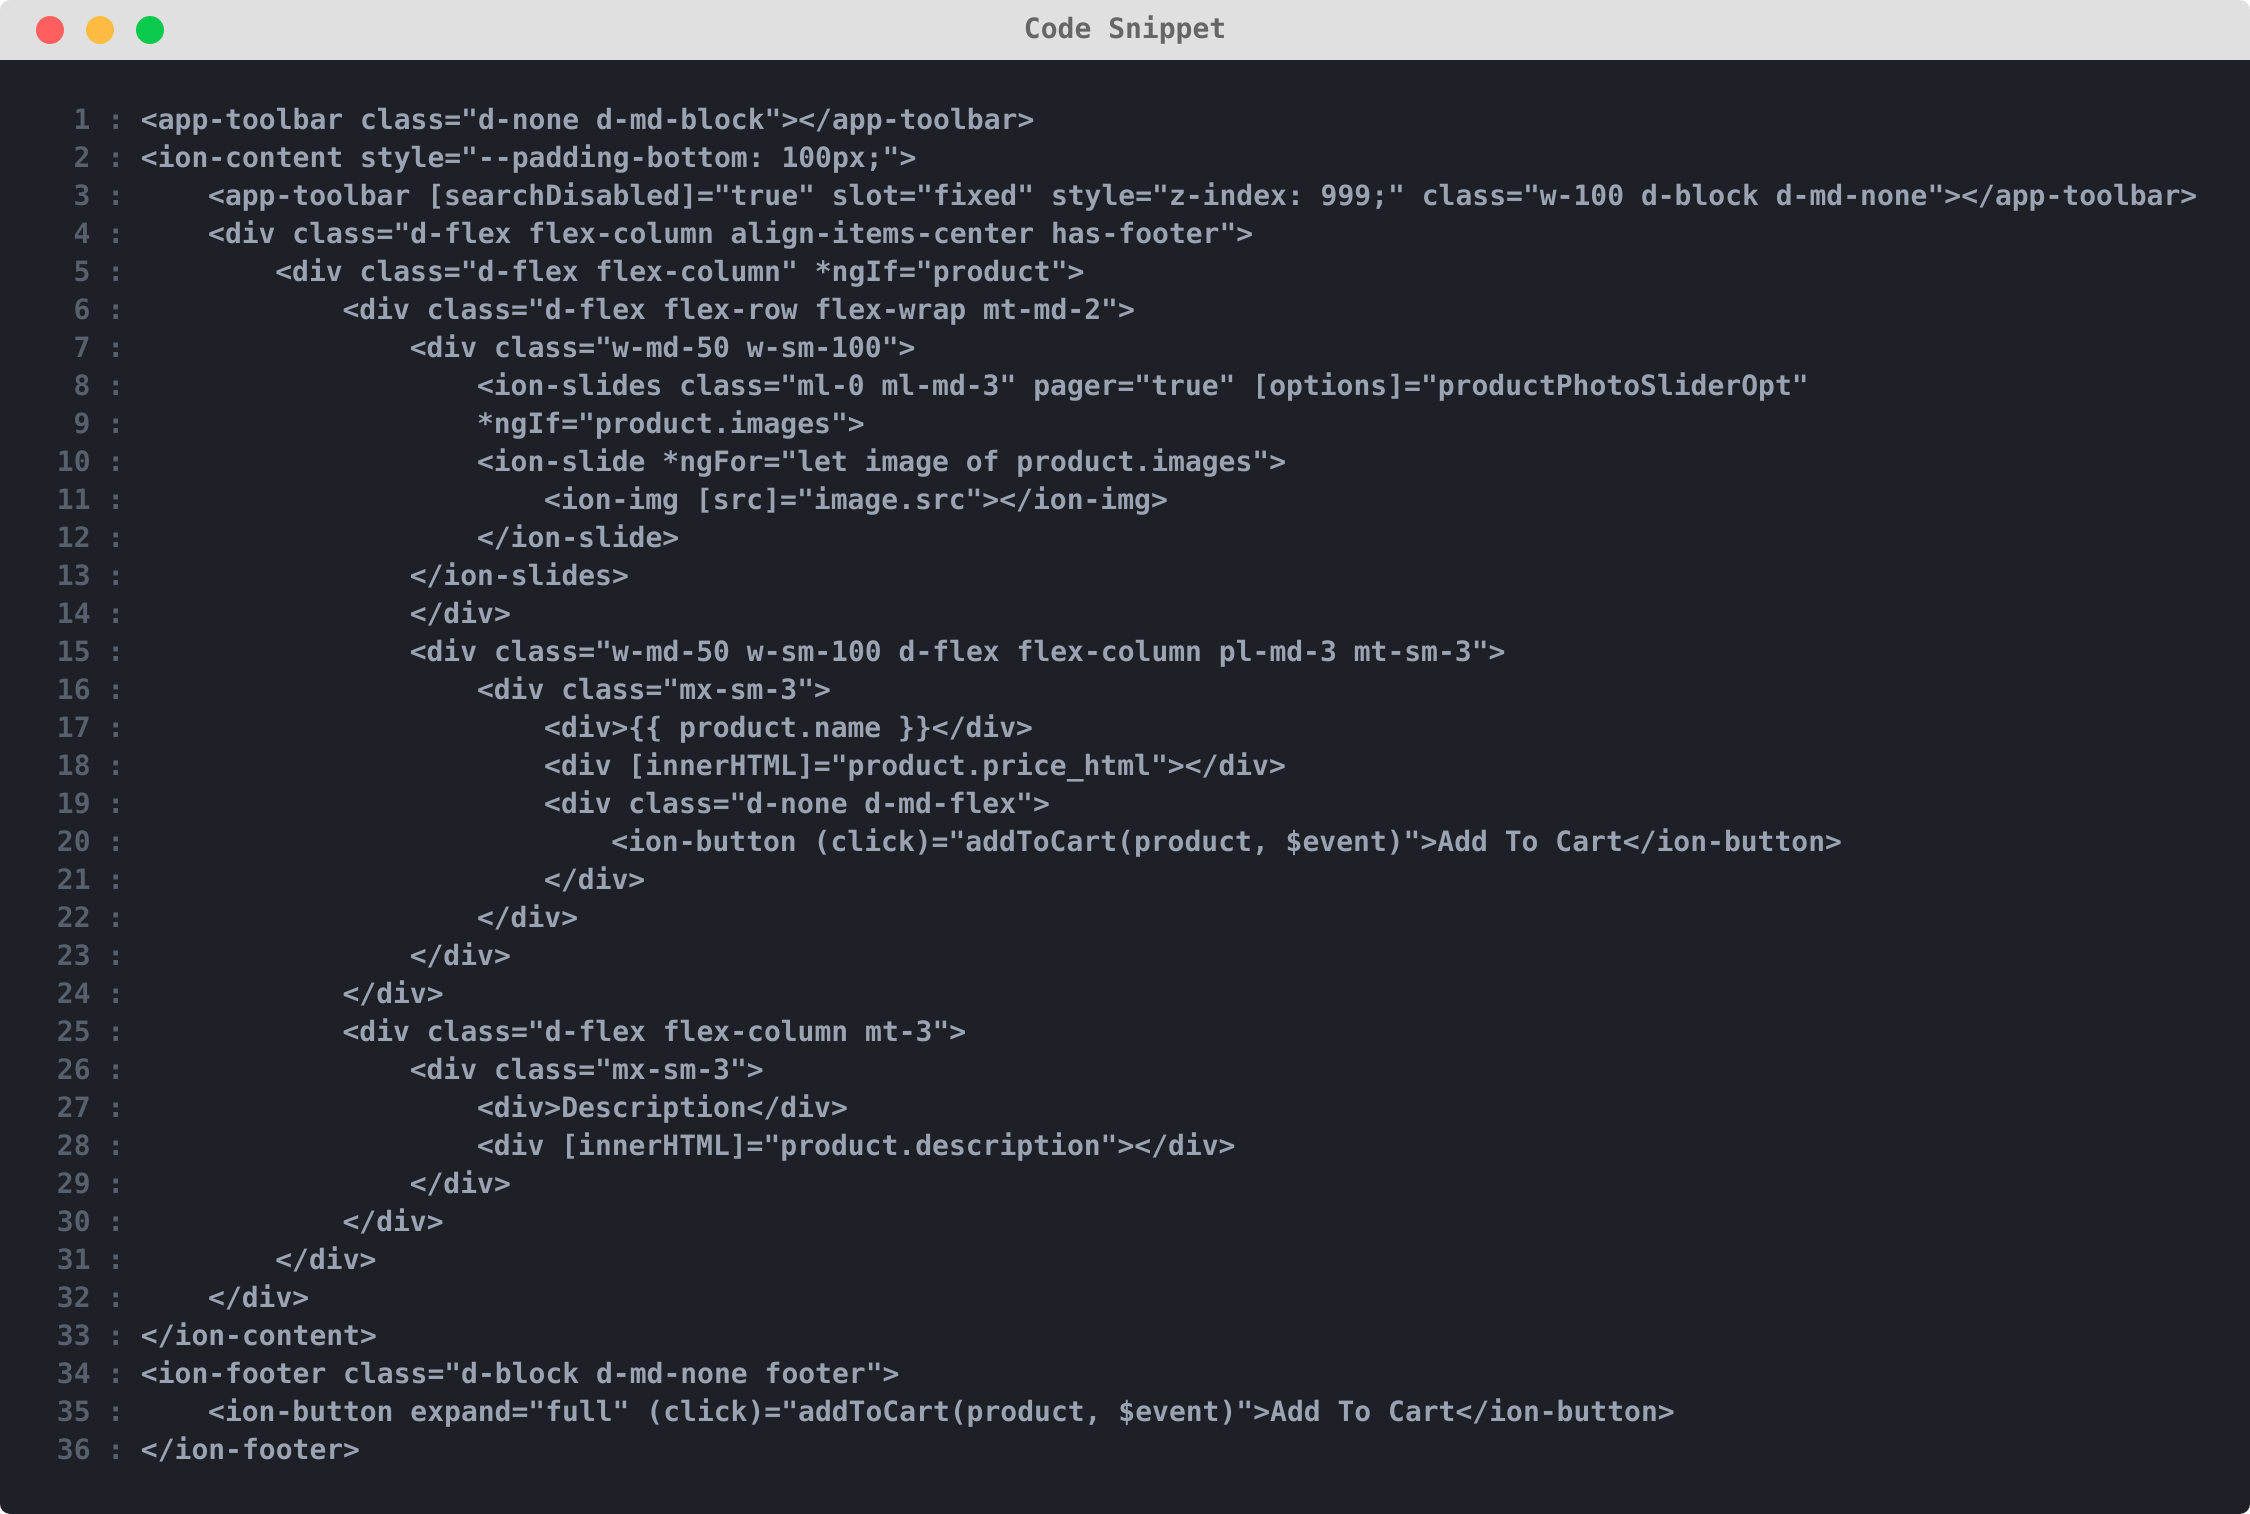 Code Snippet
1 : <app-toolbar class="d-none d-md-block"></app-toolbar>
2 : <ion-content style="--padding-bottom: 100px;">
3 :     <app-toolbar [searchDisabled]="true" slot="fixed" style="z-index: 999;" class="w-100 d-block d-md-none"></app-toolbar>
4 :     <div class="d-flex flex-column align-items-center has-footer">
5 :         <div class="d-flex flex-column" *ngIf="product">
6 :             <div class="d-flex flex-row flex-wrap mt-md-2">
7 :                 <div class="w-md-50 w-sm-100">
8 :                     <ion-slides class="ml-0 ml-md-3" pager="true" [options]="productPhotoSliderOpt"
9 :                     *ngIf="product.images">
10 :                     <ion-slide *ngFor="let image of product.images">
11 :                         <ion-img [src]="image.src"></ion-img>
12 :                     </ion-slide>
13 :                 </ion-slides>
14 :                 </div>
15 :                 <div class="w-md-50 w-sm-100 d-flex flex-column pl-md-3 mt-sm-3">
16 :                     <div class="mx-sm-3">
17 :                         <div>{{ product.name }}</div>
18 :                         <div [innerHTML]="product.price_html"></div>
19 :                         <div class="d-none d-md-flex">
20 :                             <ion-button (click)="addToCart(product, $event)">Add To Cart</ion-button>
21 :                         </div>
22 :                     </div>
23 :                 </div>
24 :             </div>
25 :             <div class="d-flex flex-column mt-3">
26 :                 <div class="mx-sm-3">
27 :                     <div>Description</div>
28 :                     <div [innerHTML]="product.description"></div>
29 :                 </div>
30 :             </div>
31 :         </div>
32 :     </div>
33 : </ion-content>
34 : <ion-footer class="d-block d-md-none footer">
35 :     <ion-button expand="full" (click)="addToCart(product, $event)">Add To Cart</ion-button>
36 : </ion-footer>